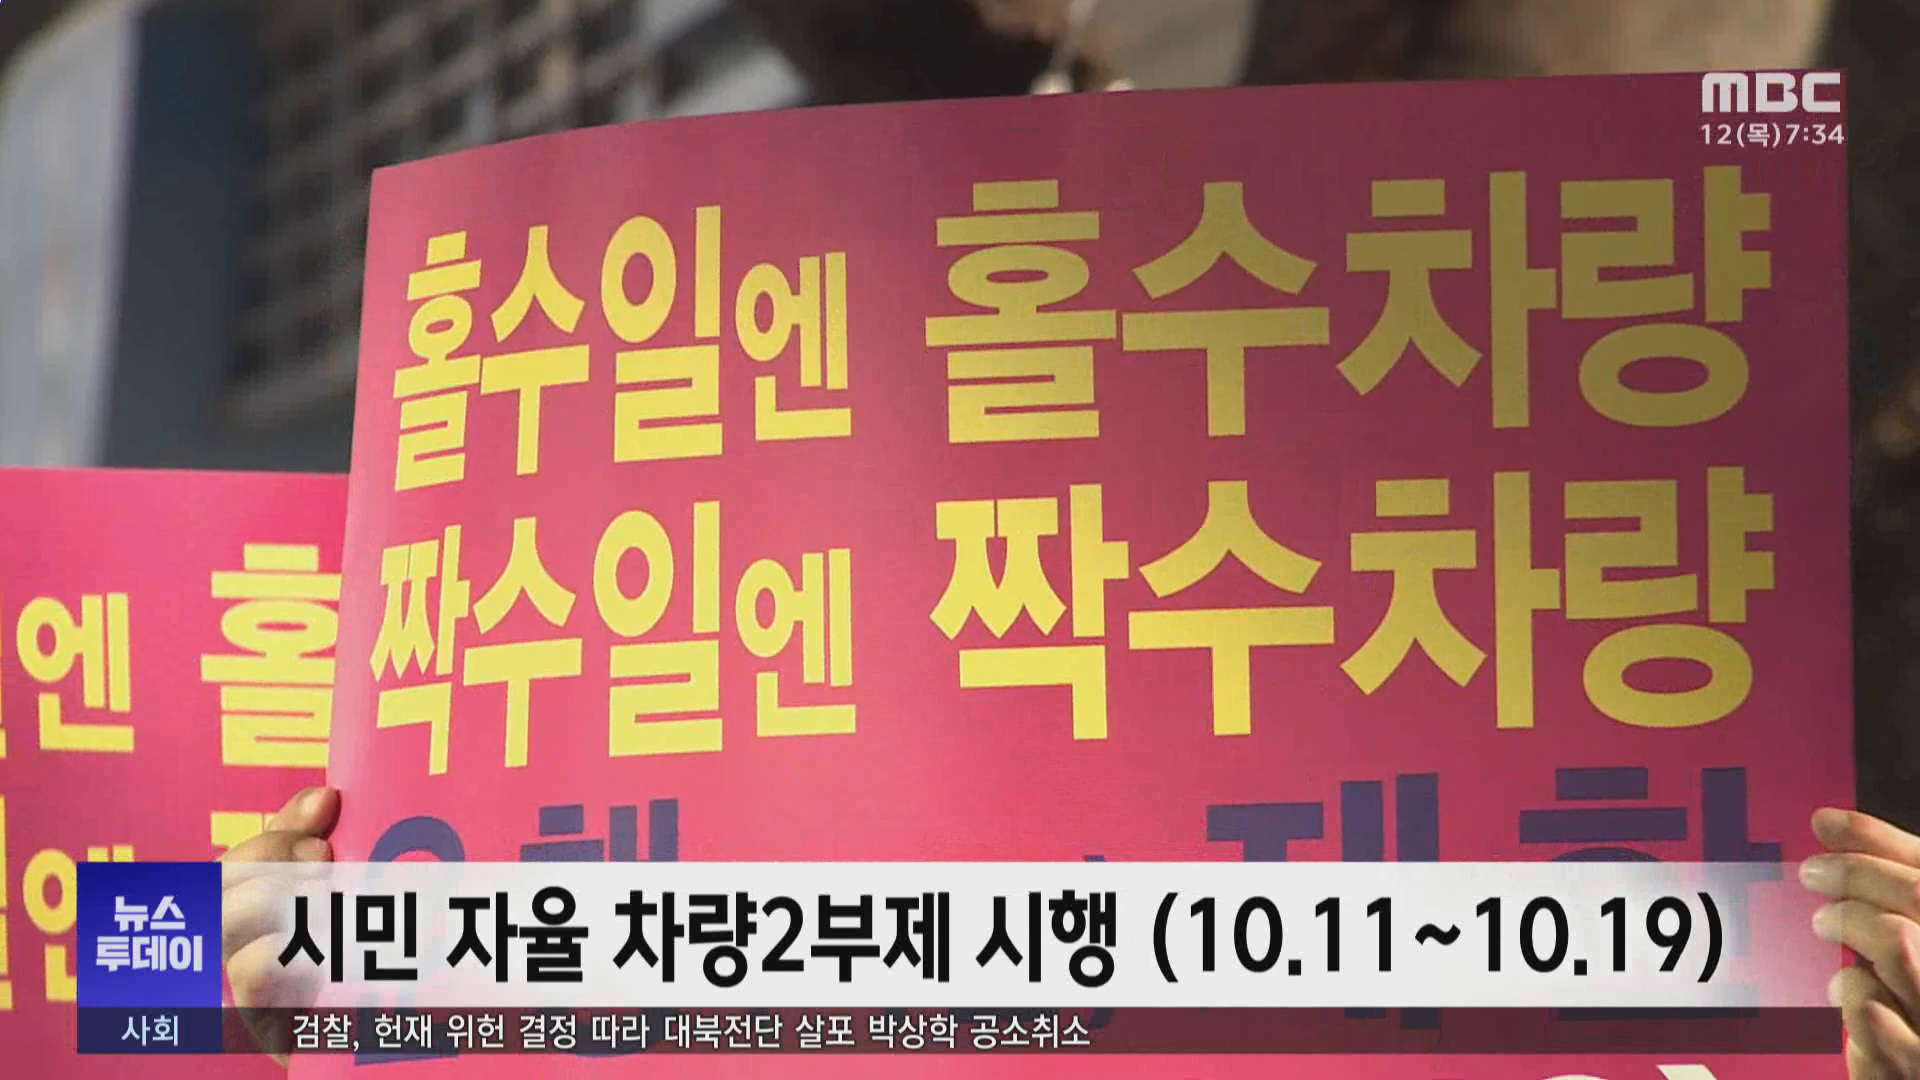 MBC
12(목)7:34
홀수일엔 홀수차량
짝수일엔 짝수차량
엔 홀
제한
뉴스
투데이
시민 자율 차량2부제 시행 (10.11~10.19)
사회
검찰, 헌재 위헌 결정 따라 대북전단 살포 박상학 공소취소